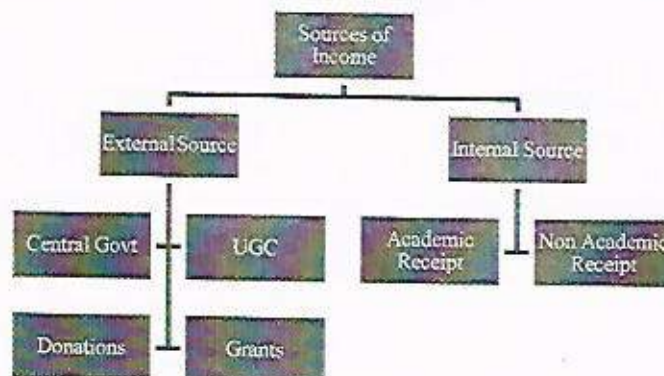 Sources of
Income
External Source
Internal Source
Central Govt
UGC
Academic
Receipt
Non Academic
Receipt
Donations
Grants